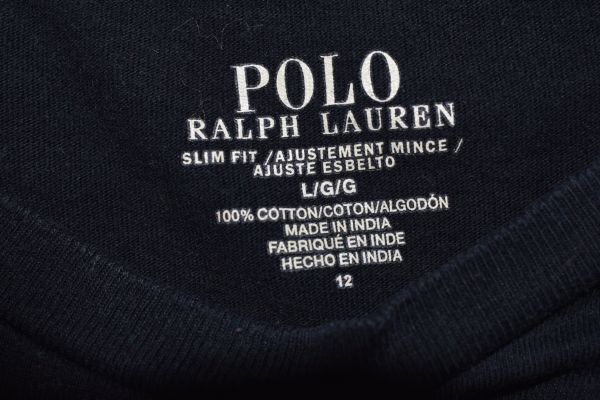 POLO
RALPH LAUREN
SLIM FIT /AJUSTEMENT MINCE /
AJUSTE ESBELTO
L/G/G
100% COTTON/COTON/ALGODÓN
MADE IN INDIA
FABRIQUÉ EN INDE
HECHO EN INDIA
12